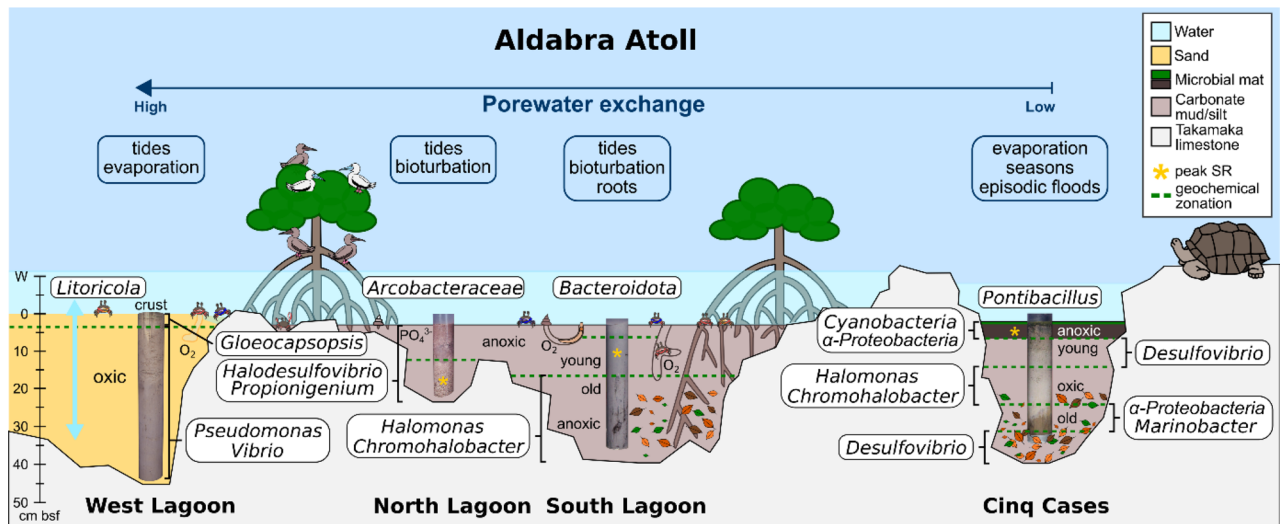 Aldabra Atoll
High
Porewater exchange
Low
tides
evaporation
tides
bioturbation
tides
bioturbation
roots
evaporation
seasons
episodic floods
Water
Sand
Microbial mat
Carbonate
mud/silt
Takamaka
limestone
* peak SR
geochemical
zonation
W
0
10
20
30
40
50
cm bsf
Litoricola
crust
O₂
oxic
Gloeocapsopsis
Halodesulfovibrio
Propionigenium
Pseudomonas
Vibrio
West Lagoon
Arcobacteraceae
PO₄³⁻
*
North Lagoon
Bacteroidota
anoxic
O₂
*
young
O₂
old
anoxic
Halomonas
Chromohalobacter
South Lagoon
Pontibacillus
Cyanobacteria
α-Proteobacteria
*
anoxic
young
Desulfovibrio
Halomonas
Chromohalobacter
oxic
old
α-Proteobacteria
Marinobacter
Desulfovibrio
Cinq Cases